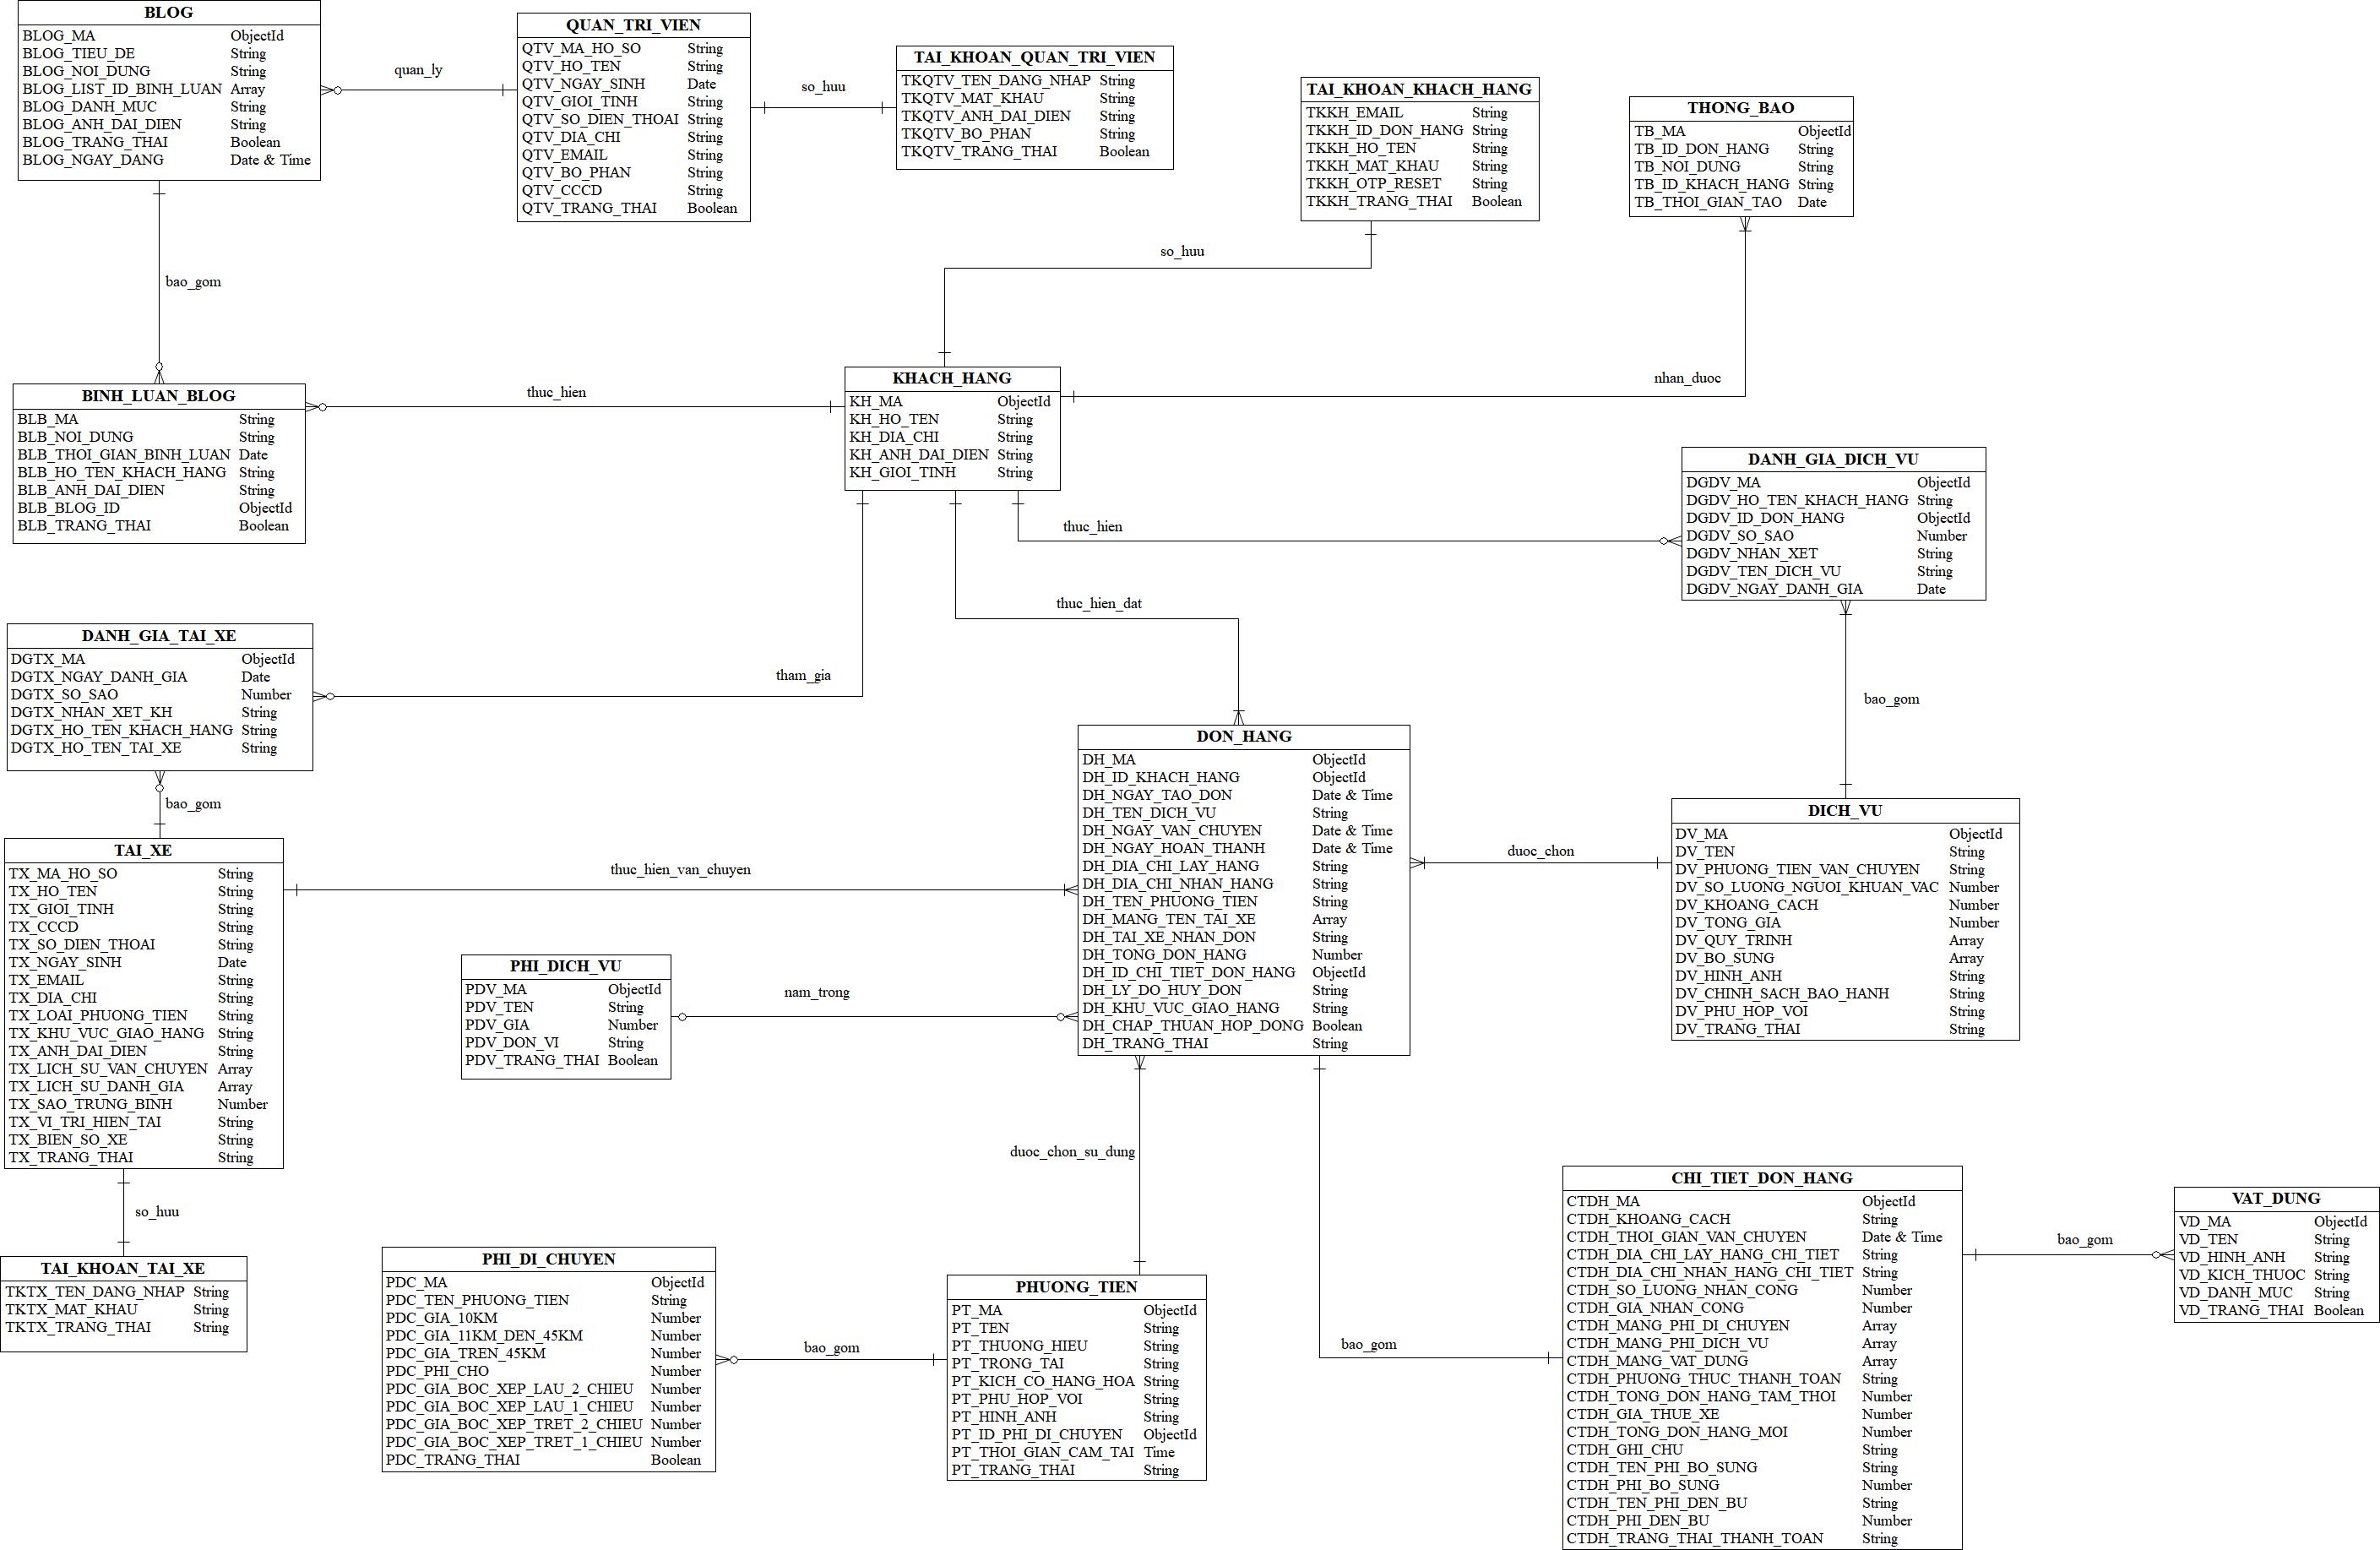 BLOG
BLOG_MA ObjectId
BLOG_TIEU_DE String
BLOG_NOI_DUNG String
BLOG_LIST_ID_BINH_LUAN Array
BLOG_DANH_MUC String
BLOG_ANH_DAI_DIEN String
BLOG_TRANG_THAI Boolean
BLOG_NGAY_DANG Date & Time
quan_ly
QUAN_TRI_VIEN
QTV_MA_HO_SO String
QTV_HO_TEN String
QTV_NGAY_SINH Date
QTV_GIOI_TINH String
QTV_SO_DIEN_THOAI String
QTV_DIA_CHI String
QTV_EMAIL String
QTV_BO_PHAN String
QTV_CCCD String
QTV_TRANG_THAI Boolean
so_huu
TAI_KHOAN_QUAN_TRI_VIEN
TKQTV_TEN_DANG_NHAP String
TKQTV_MAT_KHAU String
TKQTV_ANH_DAI_DIEN String
TKQTV_BO_PHAN String
TKQTV_TRANG_THAI Boolean
TAI_KHOAN_KHACH_HANG
TKKH_EMAIL String
TKKH_ID_DON_HANG String
TKKH_HO_TEN String
TKKH_MAT_KHAU String
TKKH_OTP_RESET String
TKKH_TRANG_THAI Boolean
THONG_BAO
TB_MA ObjectId
TB_ID_DON_HANG String
TB_NOI_DUNG String
TB_ID_KHACH_HANG String
TB_THOI_GIAN_TAO Date
so_huu
bao_gom
nhan_duoc
BINH_LUAN_BLOG
BLB_MA String
BLB_NOI_DUNG String
BLB_THOI_GIAN_BINH_LUAN Date
BLB_HO_TEN_KHACH_HANG String
BLB_ANH_DAI_DIEN String
BLB_BLOG_ID ObjectId
BLB_TRANG_THAI Boolean
thuc_hien
KHACH_HANG
KH_MA ObjectId
KH_HO_TEN String
KH_DIA_CHI String
KH_ANH_DAI_DIEN String
KH_GIOI_TINH String
thuc_hien
DANH_GIA_DICH_VU
DGDV_MA ObjectId
DGDV_HO_TEN_KHACH_HANG String
DGDV_ID_DON_HANG ObjectId
DGDV_SO_SAO Number
DGDV_NHAN_XET String
DGDV_TEN_DICH_VU String
DGDV_NGAY_DANH_GIA Date
thuc_hien_dat
DANH_GIA_TAI_XE
DGTX_MA ObjectId
DGTX_NGAY_DANH_GIA Date
DGTX_SO_SAO Number
DGTX_NHAN_XET_KH String
DGTX_HO_TEN_KHACH_HANG String
DGTX_HO_TEN_TAI_XE String
tham_gia
bao_gom
bao_gom
TAI_XE
TX_MA_HO_SO String
TX_HO_TEN String
TX_GIOI_TINH String
TX_CCCD String
TX_SO_DIEN_THOAI String
TX_NGAY_SINH Date
TX_EMAIL String
TX_DIA_CHI String
TX_LOAI_PHUONG_TIEN String
TX_KHU_VUC_GIAO_HANG String
TX_ANH_DAI_DIEN String
TX_LICH_SU_VAN_CHUYEN Array
TX_LICH_SU_DANH_GIA Array
TX_SAO_TRUNG_BINH Number
TX_VI_TRI_HIEN_TAI String
TX_BIEN_SO_XE String
TX_TRANG_THAI String
thuc_hien_van_chuyen
DON_HANG
DH_MA ObjectId
DH_ID_KHACH_HANG ObjectId
DH_NGAY_TAO_DON Date & Time
DH_TEN_DICH_VU String
DH_NGAY_VAN_CHUYEN Date & Time
DH_NGAY_HOAN_THANH Date & Time
DH_DIA_CHI_LAY_HANG String
DH_DIA_CHI_NHAN_HANG String
DH_TEN_PHUONG_TIEN String
DH_MANG_TEN_TAI_XE Array
DH_TAI_XE_NHAN_DON String
DH_TONG_DON_HANG Number
DH_ID_CHI_TIET_DON_HANG ObjectId
DH_LY_DO_HUY_DON String
DH_KHU_VUC_GIAO_HANG String
DH_CHAP_THUAN_HOP_DONG Boolean
DH_TRANG_THAI String
duoc_chon
DICH_VU
DV_MA ObjectId
DV_TEN String
DV_PHUONG_TIEN_VAN_CHUYEN String
DV_SO_LUONG_NGUOI_KHUAN_VAC Number
DV_KHOANG_CACH Number
DV_TONG_GIA Number
DV_QUY_TRINH Array
DV_BO_SUNG Array
DV_HINH_ANH String
DV_CHINH_SACH_BAO_HANH String
DV_PHU_HOP_VOI String
DV_TRANG_THAI String
PHI_DICH_VU
PDV_MA ObjectId
PDV_TEN String
PDV_GIA Number
PDV_DON_VI String
PDV_TRANG_THAI Boolean
nam_trong
duoc_chon_su_dung
so_huu
TAI_KHOAN_TAI_XE
TKTX_TEN_DANG_NHAP String
TKTX_MAT_KHAU String
TKTX_TRANG_THAI String
PHI_DI_CHUYEN
PDC_MA ObjectId
PDC_TEN_PHUONG_TIEN String
PDC_GIA_10KM Number
PDC_GIA_11KM_DEN_45KM Number
PDC_GIA_TREN_45KM Number
PDC_PHI_CHO Number
PDC_GIA_BOC_XEP_LAU_2_CHIEU Number
PDC_GIA_BOC_XEP_LAU_1_CHIEU Number
PDC_GIA_BOC_XEP_TRET_2_CHIEU Number
PDC_GIA_BOC_XEP_TRET_1_CHIEU Number
PDC_TRANG_THAI Boolean
bao_gom
PHUONG_TIEN
PT_MA ObjectId
PT_TEN String
PT_THUONG_HIEU String
PT_TRONG_TAI String
PT_KICH_CO_HANG_HOA String
PT_PHU_HOP_VOI String
PT_HINH_ANH String
PT_ID_PHI_DI_CHUYEN ObjectId
PT_THOI_GIAN_CAM_TAI Time
PT_TRANG_THAI String
bao_gom
CHI_TIET_DON_HANG
CTDH_MA ObjectId
CTDH_KHOANG_CACH String
CTDH_THOI_GIAN_VAN_CHUYEN Date & Time
CTDH_DIA_CHI_LAY_HANG_CHI_TIET String
CTDH_DIA_CHI_NHAN_HANG_CHI_TIET String
CTDH_SO_LUONG_NHAN_CONG Number
CTDH_GIA_NHAN_CONG Number
CTDH_MANG_PHI_DI_CHUYEN Array
CTDH_MANG_PHI_DICH_VU Array
CTDH_MANG_VAT_DUNG Array
CTDH_PHUONG_THUC_THANH_TOAN String
CTDH_TONG_DON_HANG_TAM_THOI Number
CTDH_GIA_THUE_XE Number
CTDH_TONG_DON_HANG_MOI Number
CTDH_GHI_CHU String
CTDH_TEN_PHI_BO_SUNG String
CTDH_PHI_BO_SUNG Number
CTDH_TEN_PHI_DEN_BU String
CTDH_PHI_DEN_BU Number
CTDH_TRANG_THAI_THANH_TOAN String
bao_gom
VAT_DUNG
VD_MA ObjectId
VD_TEN String
VD_HINH_ANH String
VD_KICH_THUOC String
VD_DANH_MUC String
VD_TRANG_THAI Boolean